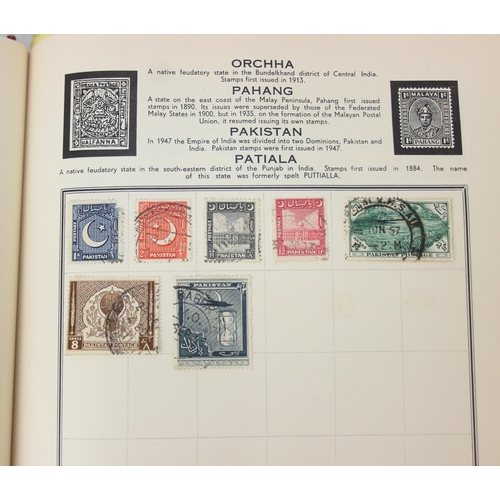 ORCHHA
A native feudatory state in the Bundelkhand district of Central India.
Stamps first issued in 1913.
PAHANG
A state on the east coast of the Malay Peninsula, Pahang first issued
stamps in 1890. Its issues were superseded by those of the Federated
Malay States in 1900, but in 1935, on the formation of the Malayan Postal
Union, it resumed issuing its own stamps.
PAKISTAN
In 1947 the Empire of India was divided into two Dominions, Pakistan and
India. Pakistan stamps were first issued in 1947.
PATIALA
A native feudatory state in the south-eastern district of the Punjab in India. Stamps first issued in 1884. The name
of this state was formerly spelt PUTTIALLA.
HALF ANNA
MALAYA
PAHANG
PAKISTAN
PAKISTAN
JUN 57
PAKISTAN POSTAGE
8
PAKISTAN POSTAGE
PAKISTAN